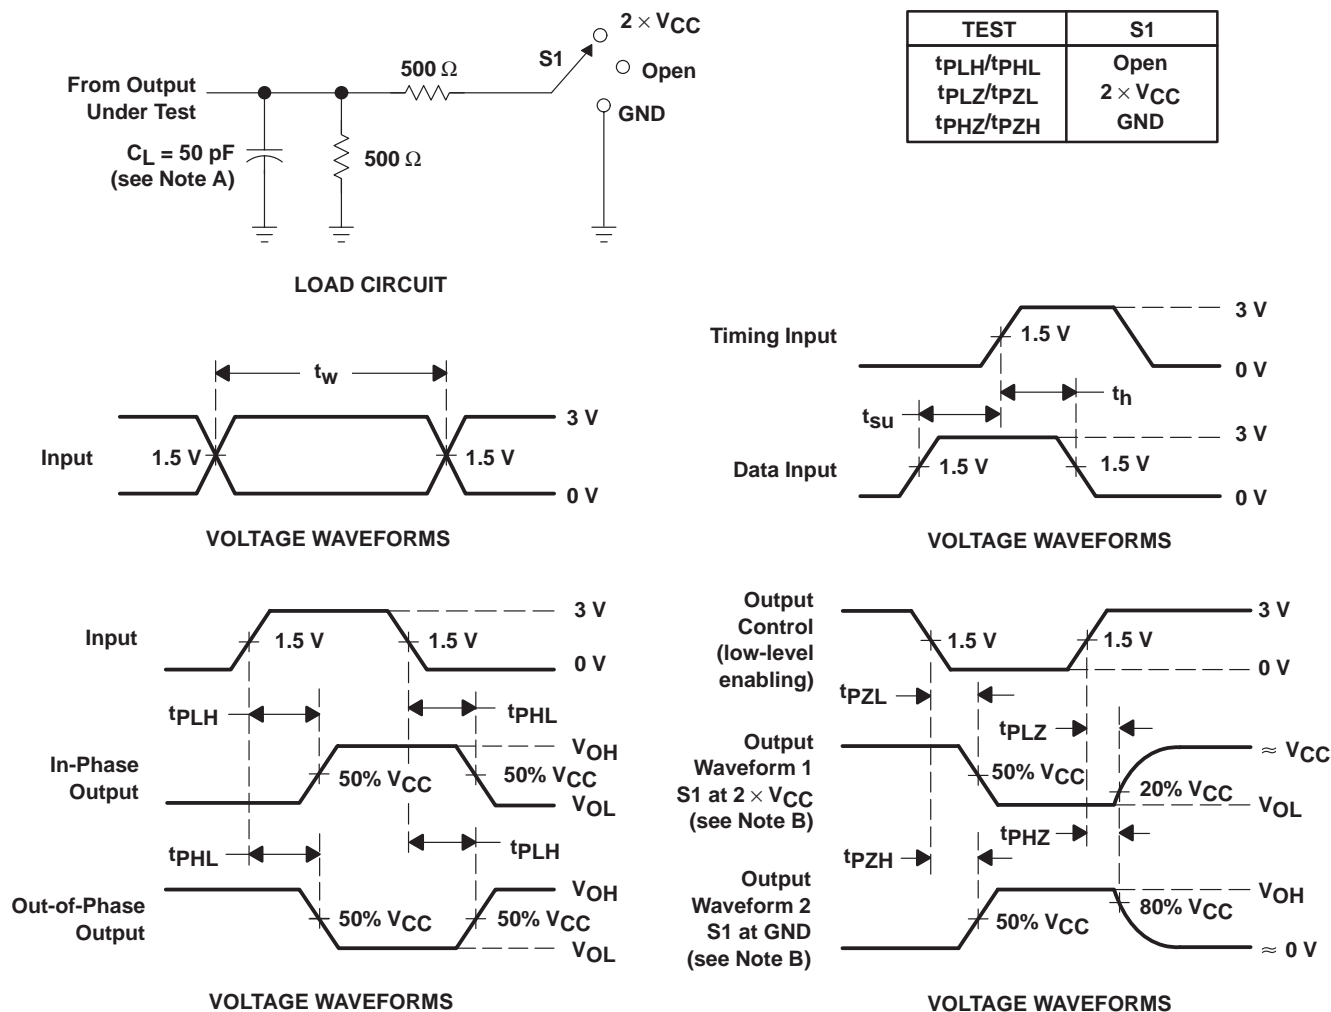 2 × VCC
S1
500 Ω
Open
From Output
Under Test
GND
CL = 50 pF
(see Note A)
500 Ω
LOAD CIRCUIT
TEST S1
tPLH/tPHL Open
tPLZ/tPZL 2 × VCC
tPHZ/tPZH GND
tw
3 V
Input 1.5 V 1.5 V
0 V
VOLTAGE WAVEFORMS
3 V
Timing Input 1.5 V
0 V
th
tsu
3 V
Data Input 1.5 V 1.5 V
0 V
VOLTAGE WAVEFORMS
3 V
Input 1.5 V 1.5 V
0 V
tPLH tPHL
VOH
In-Phase
Output
50% VCC 50% VCC
VOL
tPHL tPLH
VOH
Out-of-Phase
Output
50% VCC 50% VCC
VOL
VOLTAGE WAVEFORMS
Output
Control
(low-level
enabling)
3 V
1.5 V 1.5 V
0 V
tPZL
tPLZ
Output
Waveform 1
S1 at 2 × VCC
(see Note B)
≈ VCC
50% VCC 20% VCC
VOL
tPHZ
tPZH
Output
Waveform 2
S1 at GND
(see Note B)
VOH
50% VCC 80% VCC
≈ 0 V
VOLTAGE WAVEFORMS